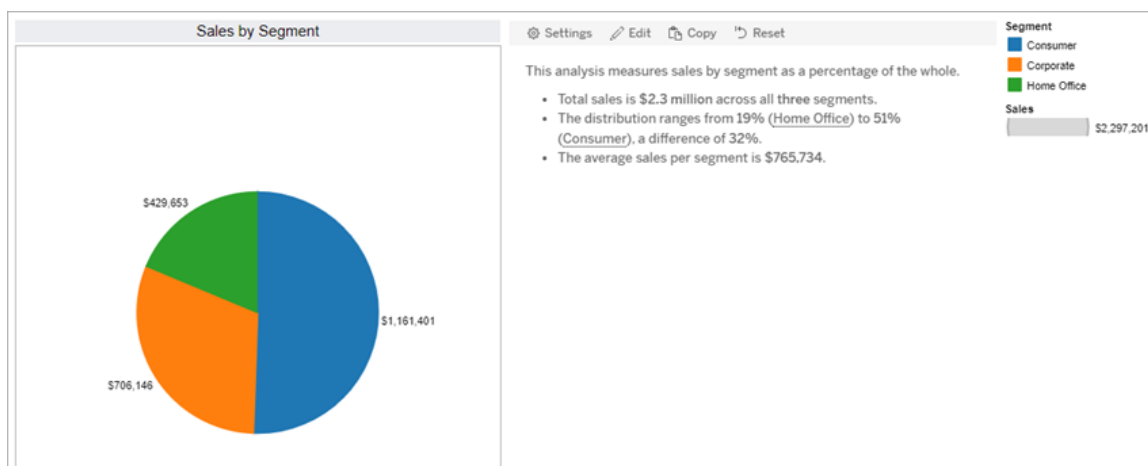 Sales by Segment
$429,653
$1,161,401
$706,146
Settings Edit Copy Reset
This analysis measures sales by segment as a percentage of the whole.
• Total sales is $2.3 million across all three segments.
• The distribution ranges from 19% (Home Office) to 51%
(Consumer), a difference of 32%.
• The average sales per segment is $765,734.
Segment
Consumer
Corporate
Home Office
Sales
$2,297,201